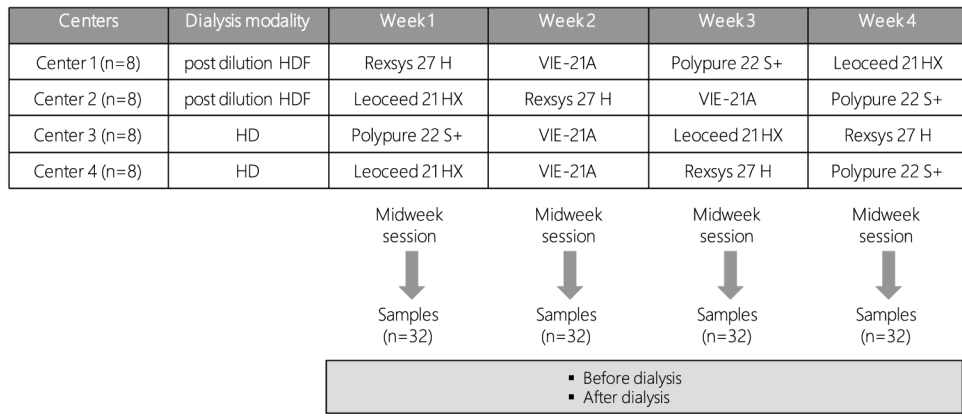 Centers Dialysis modality Week 1 Week 2 Week 3 Week 4
Center 1 (n=8) post dilution HDF Rexsys 27 H VIE-21A Polypure 22 S+ Leoceed 21 HX
Center 2 (n=8) post dilution HDF Leoceed 21 HX Rexsys 27 H VIE-21A Polypure 22 S+
Center 3 (n=8) HD Polypure 22 S+ VIE-21A Leoceed 21 HX Rexsys 27 H
Center 4 (n=8) HD Leoceed 21 HX VIE-21A Rexsys 27 H Polypure 22 S+
Midweek Midweek Midweek Midweek
session session session session
Samples Samples Samples Samples
(n=32) (n=32) (n=32) (n=32)
▪ Before dialysis
▪ After dialysis